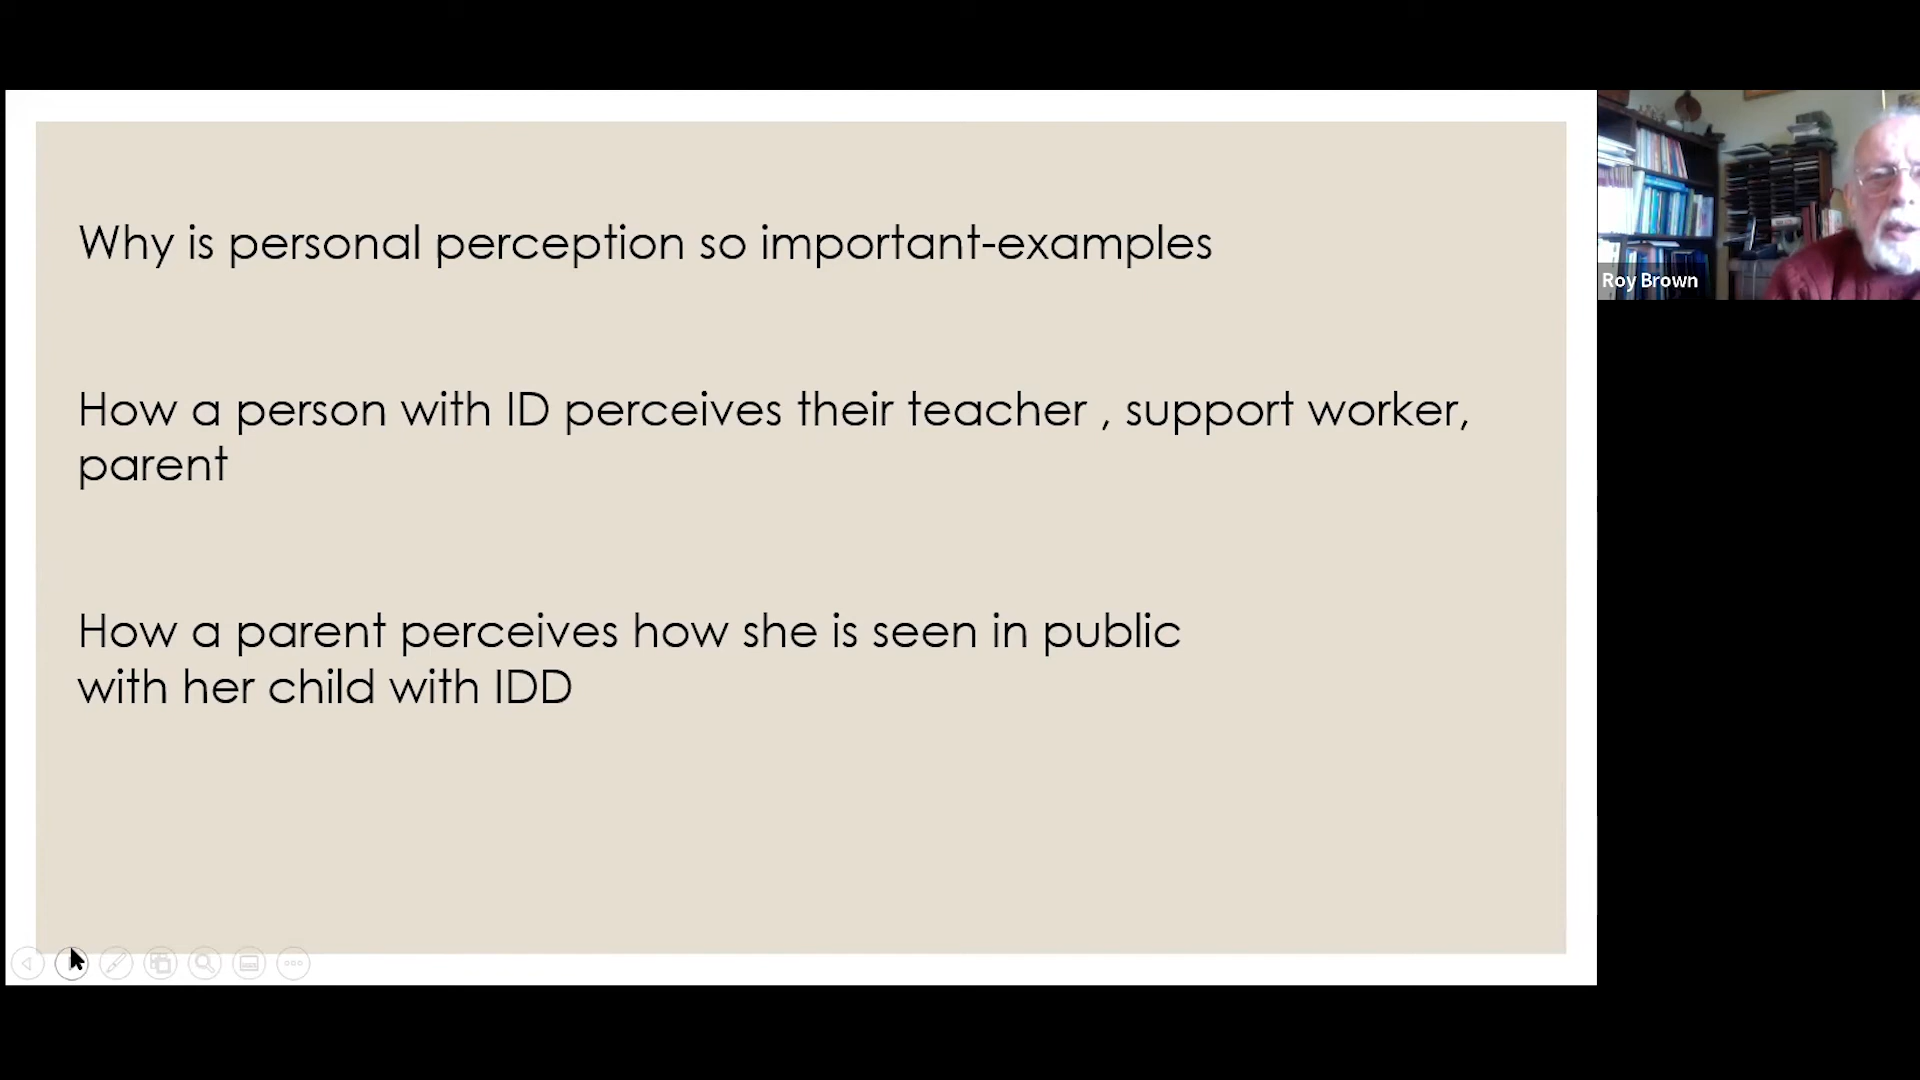 Why is personal perception so important-examples
How a person with ID perceives their teacher , support worker,
parent
How a parent perceives how she is seen in public
with her child with IDD
Roy Brown